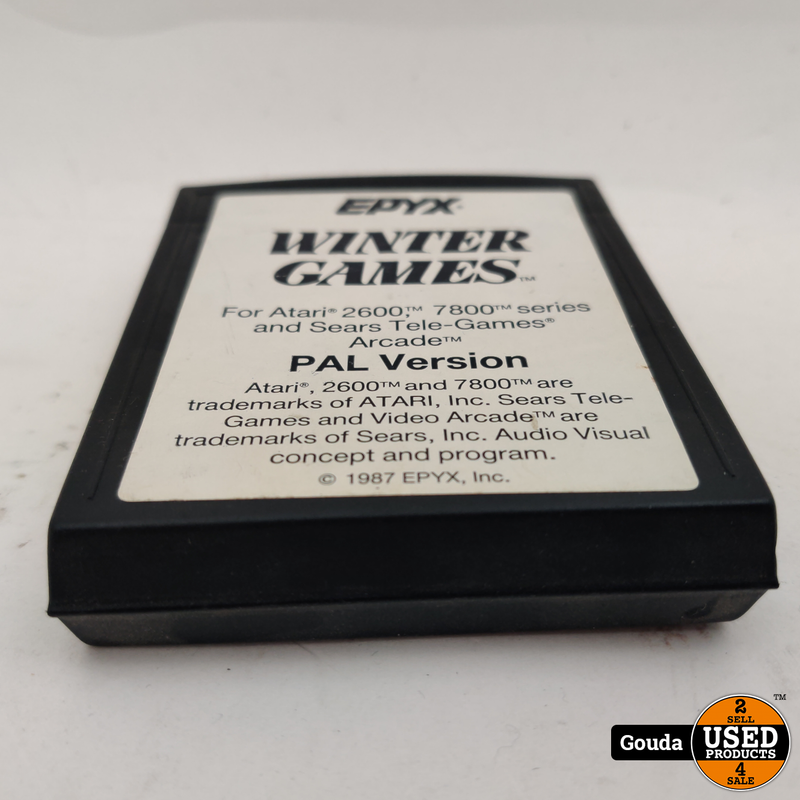 EPYX®
WINTER
GAMES™
For Atari® 2600,™ 7800™ series
and Sears Tele-Games®
Arcade™
PAL Version
Atari®, 2600™ and 7800™ are
trademarks of ATARI, Inc. Sears Tele-
Games and Video Arcade™ are
trademarks of Sears, Inc. Audio Visual
concept and program.
© 1987 EPYX, Inc.
Gouda
2
SELL
USED
PRODUCTS
4
SALE
™